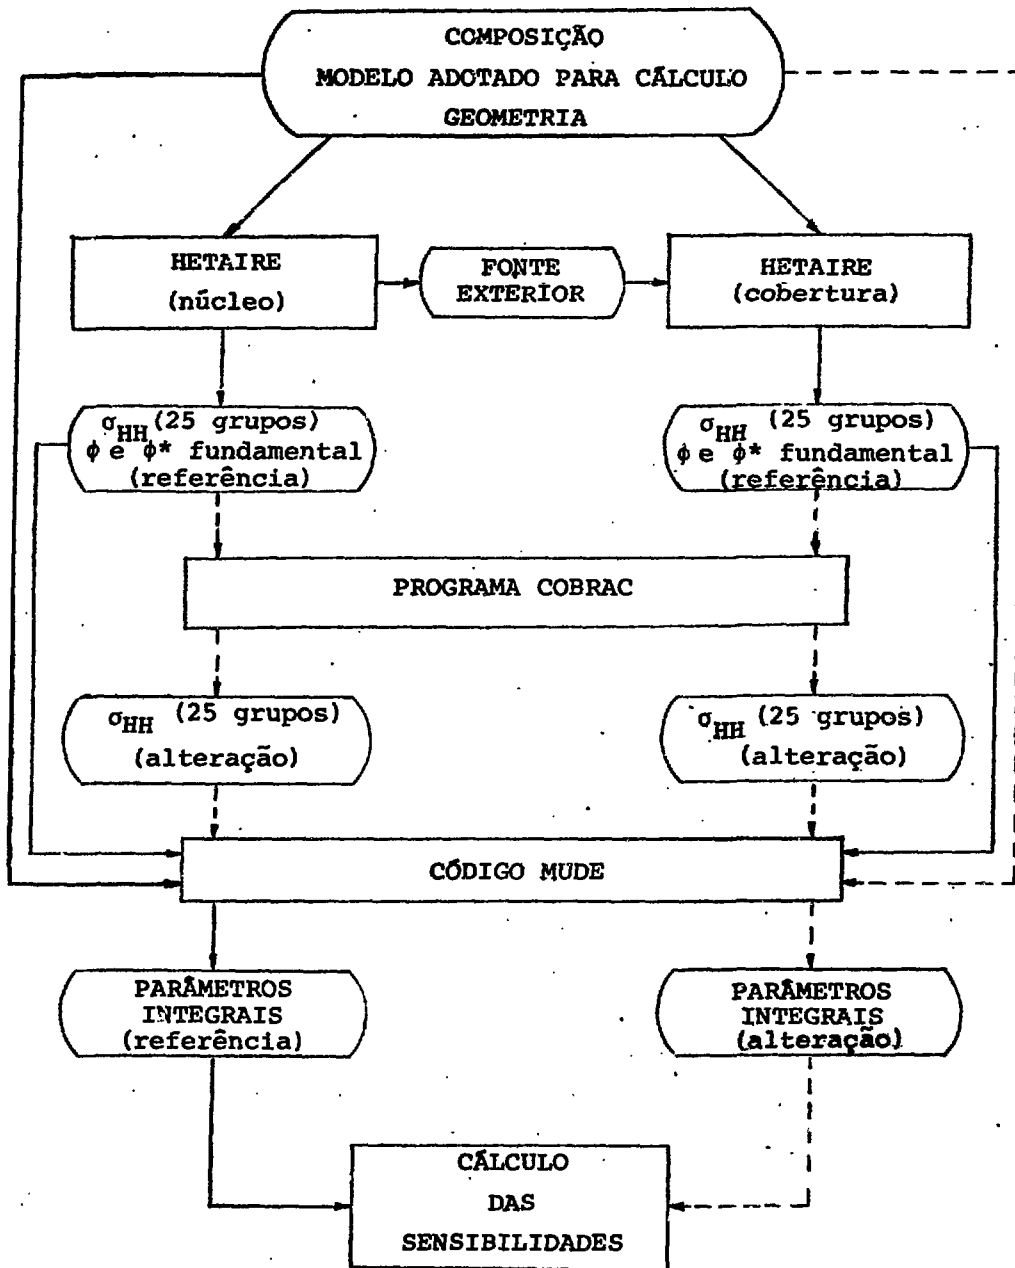 COMPOSIÇÃO
MODELO ADOTADO PARA CÁLCULO
GEOMETRIA
HETAIRE
(núcleo)
FONTE
EXTERIOR
HETAIRE
(cobertura)
σHH (25 grupos)
ϕ e ϕ* fundamental
(referência)
σHH (25 grupos)
ϕ e ϕ* fundamental
(referência)
PROGRAMA COBRAC
σHH (25 grupos)
(alteração)
σHH (25 grupos)
(alteração)
CÓDIGO MUDE
PARÂMETROS
INTEGRAIS
(referência)
PARÂMETROS
INTEGRAIS
(alteração)
CÁLCULO
DAS
SENSIBILIDADES